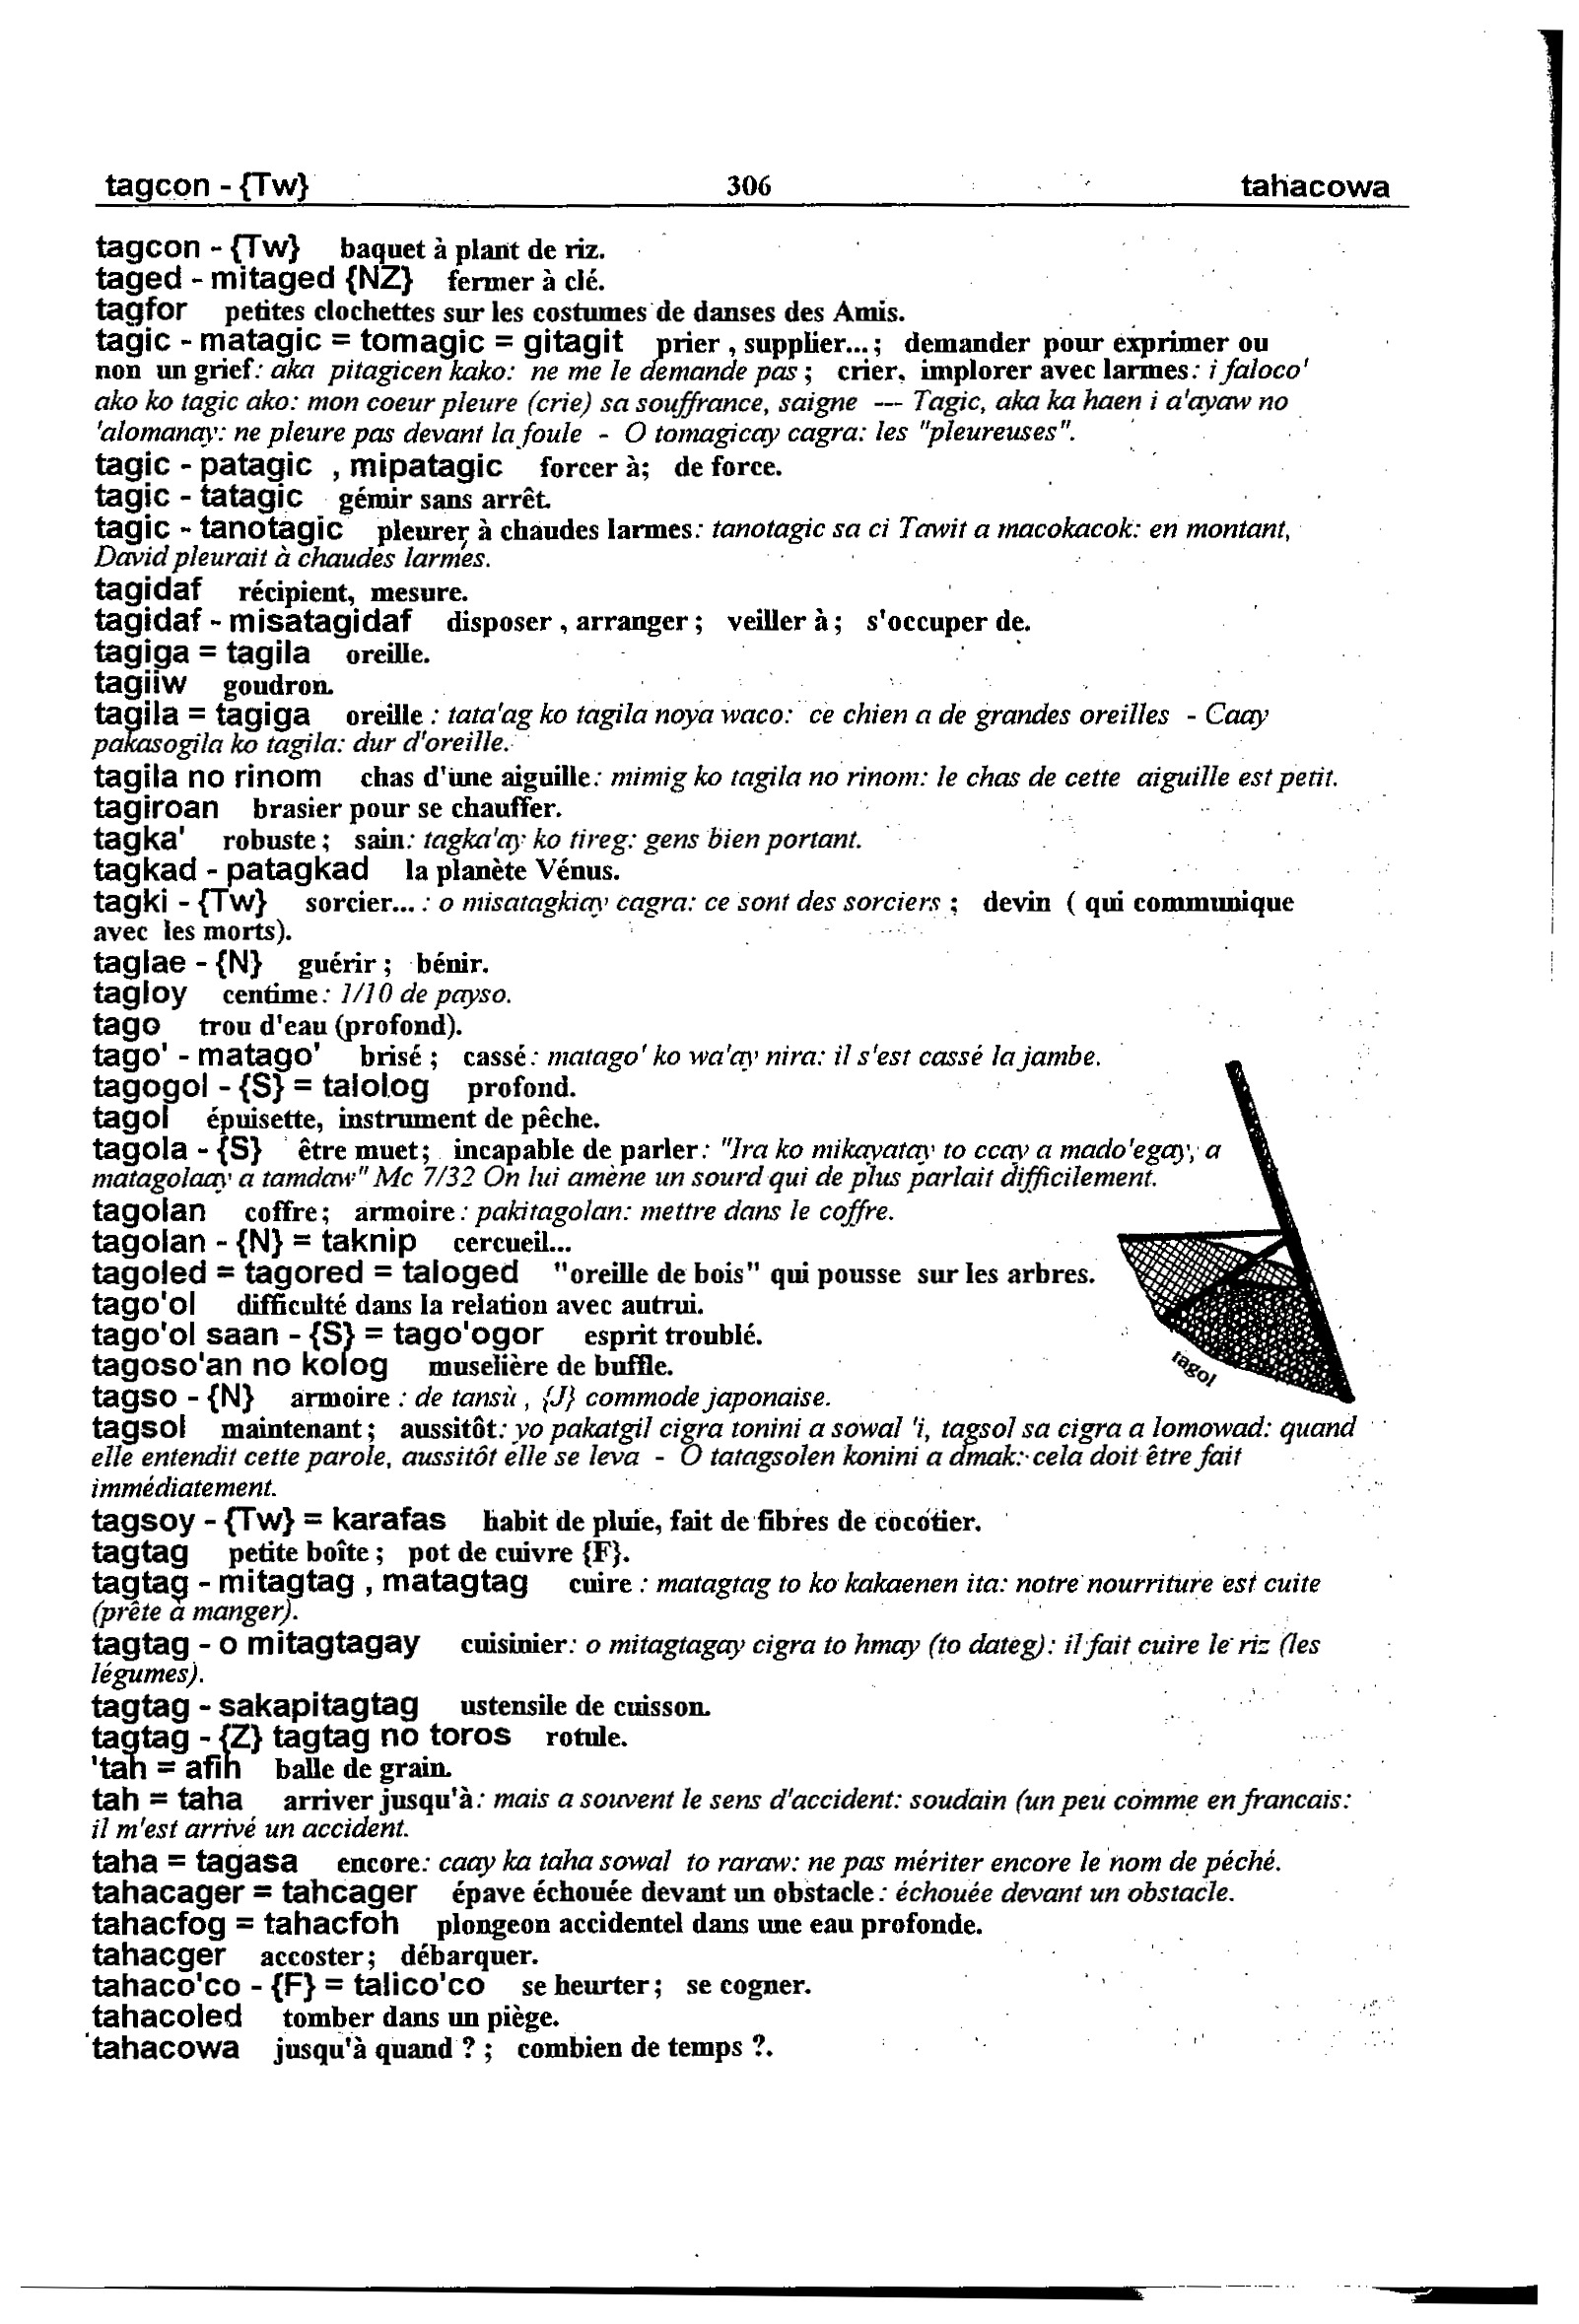 tagcon - {Tw} 306 tahacowa
tagcon - {Tw} baquet à plant de riz.
taged - mitaged {NZ} fermer à clé.
tagfor petites clochettes sur les costumes de danses des Amis.
tagic - matagic = tomagic = gitagit prier , supplier... ; demander pour exprimer ou
non un grief: aka pitagicen kako: ne me le demande pas ; crier, implorer avec larmes: i faloco'
ako ko tagic ako: mon coeur pleure (crie) sa souffrance, saigne --- Tagic, aka ka haen i a'ayaw no
'alomanay: ne pleure pas devant la foule - O tomagicay cagra: les "pleureuses".
tagic - patagic , mipatagic forcer à; de force.
tagic - tatagic gémir sans arrêt.
tagic - tanotagic pleurer à chaudes larmes: tanotagic sa ci Tawit a macokacok: en montant,
David pleurait à chaudes larmes.
tagidaf récipient, mesure.
tagidaf - misatagidaf disposer , arranger ; veiller à ; s'occuper de.
tagiga = tagila oreille.
tagiiw goudron.
tagila = tagiga oreille : tata'ag ko tagila noya waco: ce chien a de grandes oreilles - Caay
pakasogila ko tagila: dur d'oreille.
tagila no rinom chas d'une aiguille: mimig ko tagila no rinom: le chas de cette aiguille est petit.
tagiroan brasier pour se chauffer.
tagka' robuste ; sain: tagka'ay ko tireg: gens bien portant.
tagkad - patagkad la planète Vénus.
tagki - {Tw} sorcier... : o misatagkiay cagra: ce sont des sorciers ; devin ( qui communique
avec les morts).
taglae - {N} guérir ; bénir.
tagloy centime: 1/10 de payso.
tago trou d'eau (profond).
tago' - matago' brisé ; cassé: matago' ko wa'ay nira: il s'est cassé la jambe.
tagogol - {S} = talolog profond.
tagol épuisette, instrument de pêche.
tagola - {S} être muet; incapable de parler: "Ira ko mikayatay to ccay a mado'egay, a
matagolaay a tamdaw" Mc 7/32 On lui amène un sourd qui de plus parlait difficilement.
tagolan coffre; armoire: pakitagolan: mettre dans le coffre.
tagolan - {N} = taknip cercueil...
tagoled = tagored = taloged "oreille de bois" qui pousse sur les arbres.
tago'ol difficulté dans la relation avec autrui.
tago'ol saan - {S} = tago'ogor esprit troublé.
tagol
tagoso'an no kolog muselière de buffle.
tagso - {N} armoire : de tansù , {J} commode japonaise.
tagsol maintenant ; aussitôt: yo pakatgil cigra tonini a sowal 'i, tagsol sa cigra a lomowad: quand
elle entendit cette parole, aussitôt elle se leva - O tatagsolen konini a dmak: cela doit être fait
immédiatement.
tagsoy - {Tw} = karafas habit de pluie, fait de fibres de cocotier.
tagtag petite boîte ; pot de cuivre {F}.
tagtag - mitagtag , matagtag cuire : matagtag to ko kakaenen ita: notre nourriture est cuite
(prête à manger).
tagtag - o mitagtagay cuisinier: o mitagtagay cigra to hmay (to dateg): il fait cuire le riz (les
légumes).
tagtag - sakapitagtag ustensile de cuisson.
tagtag - {Z} tagtag no toros rotule.
'tah = afih balle de grain.
tah = taha arriver jusqu'à: mais a souvent le sens d'accident: soudain (un peu comme en francais:
il m'est arrivé un accident.
taha = tagasa encore: caay ka taha sowal to raraw: ne pas mériter encore le nom de péché.
tahacager = tahcager épave échouée devant un obstacle: échouée devant un obstacle.
tahacfog = tahacfoh plongeon accidentel dans une eau profonde.
tahacger accoster; débarquer.
tahaco'co - {F} = talico'co se heurter; se cogner.
tahacoled tomber dans un piège.
tahacowa jusqu'à quand ? ; combien de temps ?.